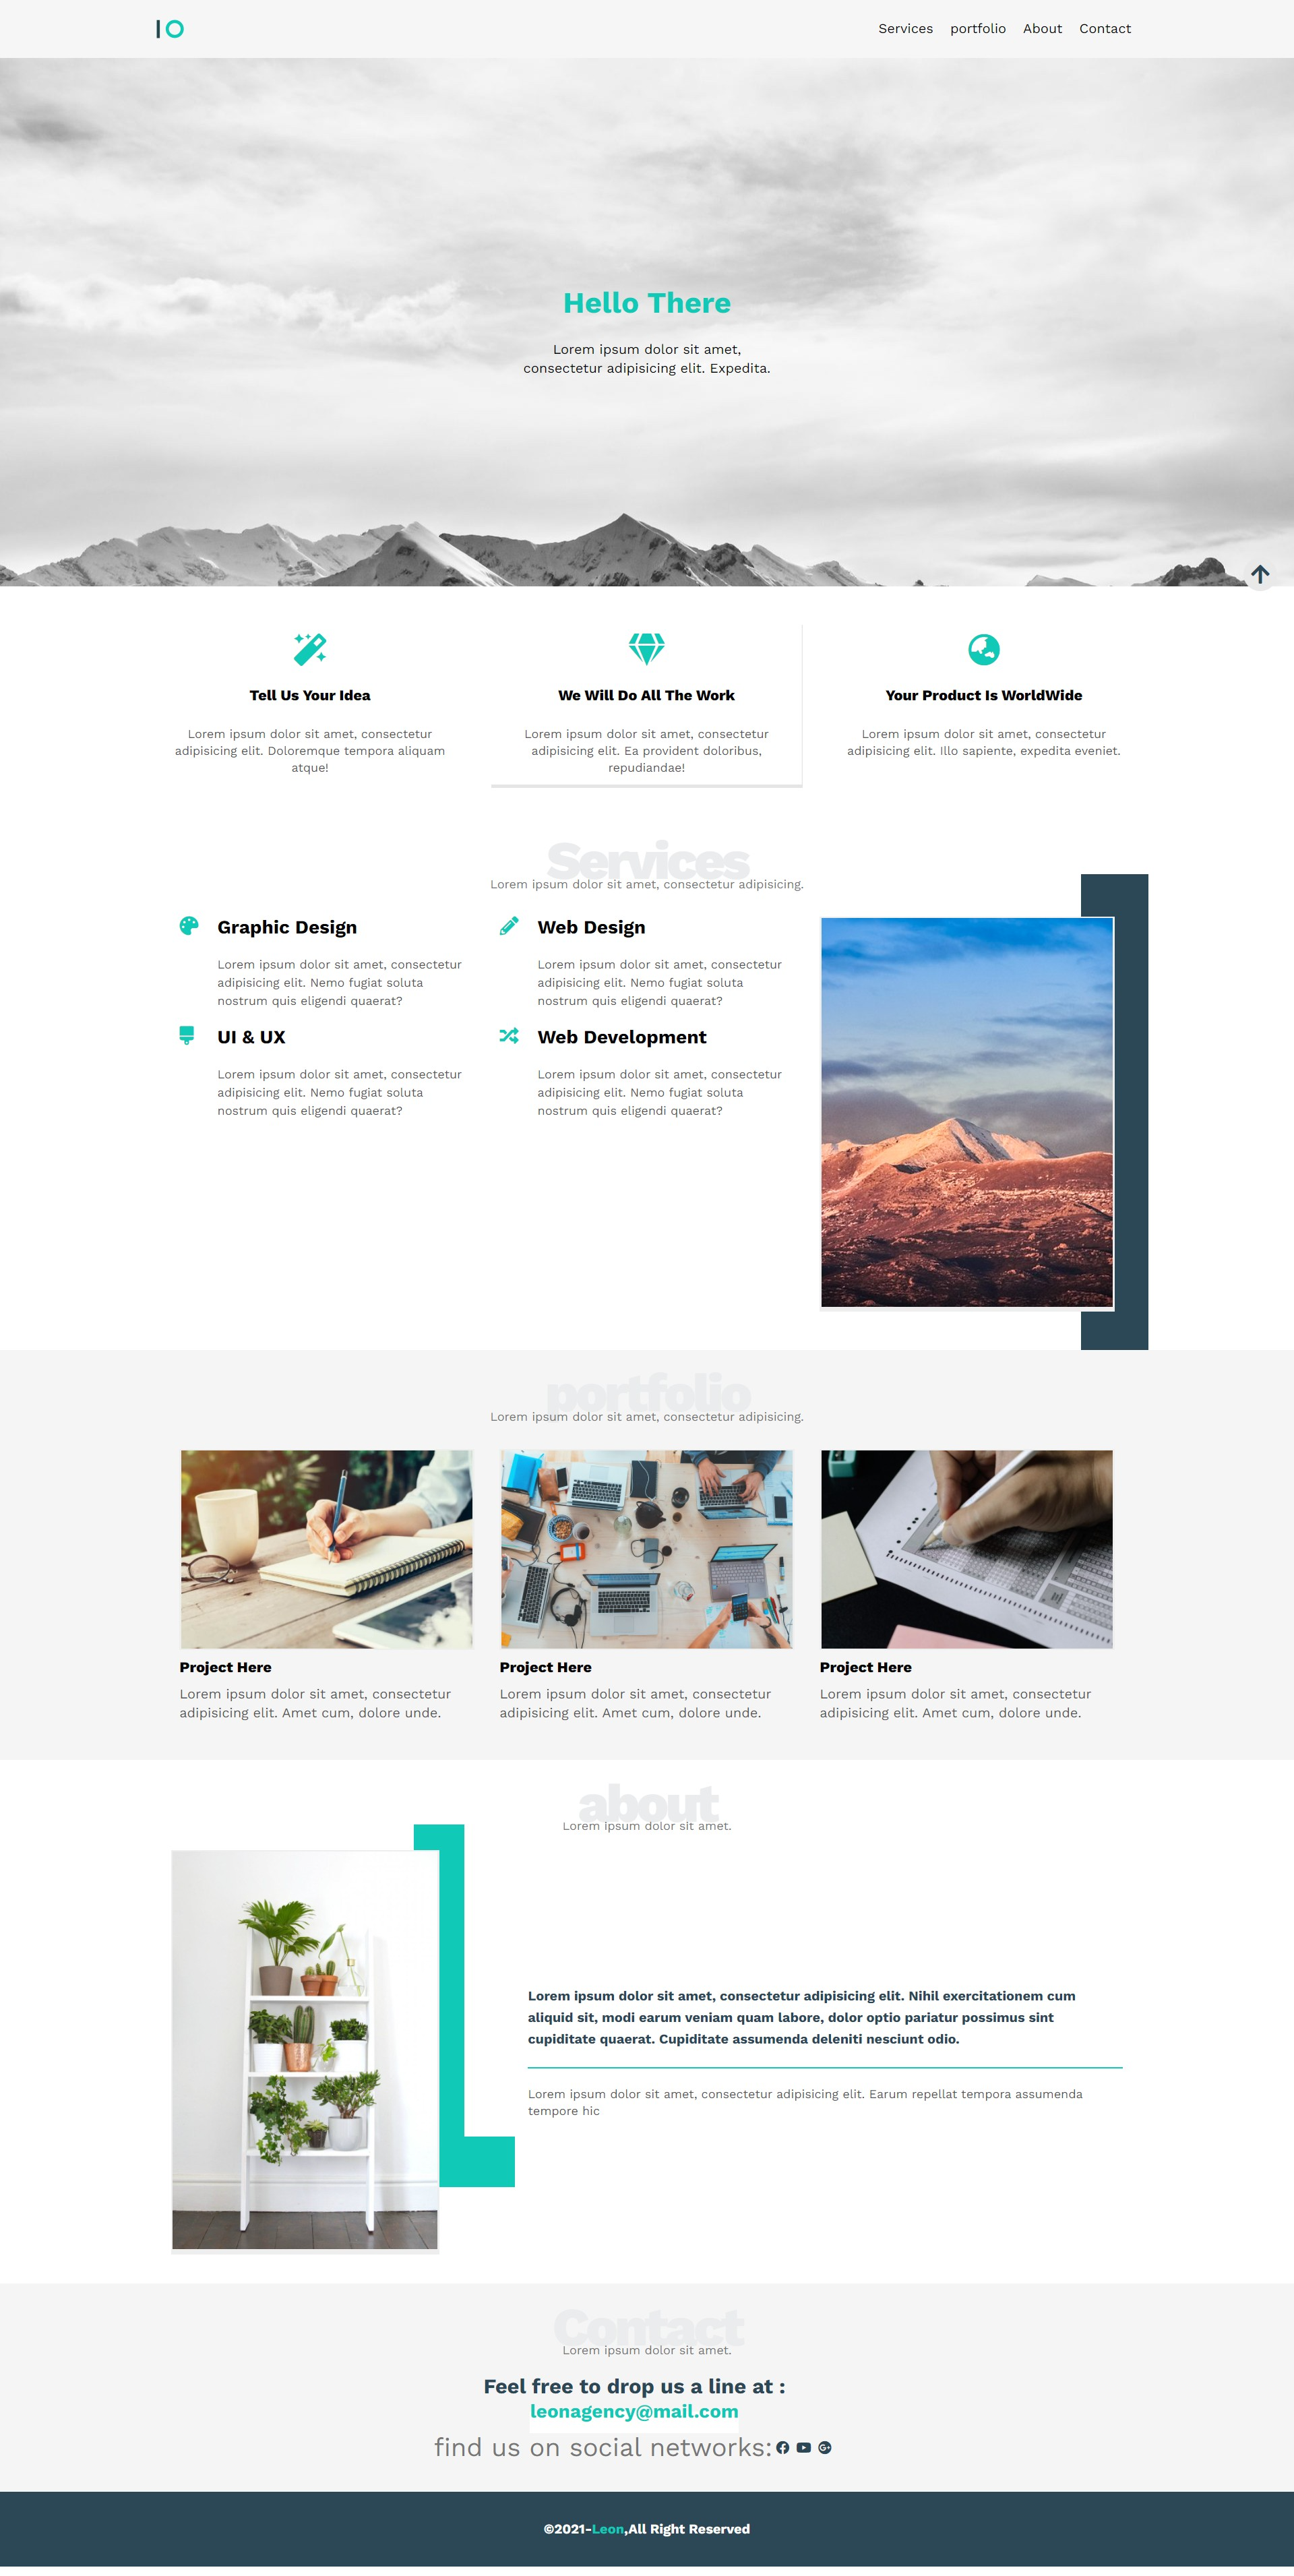 IO
Services portfolio About Contact
Hello There
Lorem ipsum dolor sit amet,
consectetur adipisicing elit. Expedita.
Tell Us Your Idea
Lorem ipsum dolor sit amet, consectetur
adipisicing elit. Doloremque tempora aliquam
atque!
We Will Do All The Work
Lorem ipsum dolor sit amet, consectetur
adipisicing elit. Ea provident doloribus,
repudiandae!
Your Product Is WorldWide
Lorem ipsum dolor sit amet, consectetur
adipisicing elit. Illo sapiente, expedita eveniet.
Services
Lorem ipsum dolor sit amet, consectetur adipisicing.
Graphic Design
Lorem ipsum dolor sit amet, consectetur
adipisicing elit. Nemo fugiat soluta
nostrum quis eligendi quaerat?
Web Design
Lorem ipsum dolor sit amet, consectetur
adipisicing elit. Nemo fugiat soluta
nostrum quis eligendi quaerat?
UI & UX
Lorem ipsum dolor sit amet, consectetur
adipisicing elit. Nemo fugiat soluta
nostrum quis eligendi quaerat?
Web Development
Lorem ipsum dolor sit amet, consectetur
adipisicing elit. Nemo fugiat soluta
nostrum quis eligendi quaerat?
portfolio
Lorem ipsum dolor sit amet, consectetur adipisicing.
Project Here
Lorem ipsum dolor sit amet, consectetur
adipisicing elit. Amet cum, dolore unde.
Project Here
Lorem ipsum dolor sit amet, consectetur
adipisicing elit. Amet cum, dolore unde.
Project Here
Lorem ipsum dolor sit amet, consectetur
adipisicing elit. Amet cum, dolore unde.
about
Lorem ipsum dolor sit amet.
Lorem ipsum dolor sit amet, consectetur adipisicing elit. Nihil exercitationem cum
aliquid sit, modi earum veniam quam labore, dolor optio pariatur possimus sint
cupiditate quaerat. Cupiditate assumenda deleniti nesciunt odio.
Lorem ipsum dolor sit amet, consectetur adipisicing elit. Earum repellat tempora assumenda
tempore hic
Contact
Lorem ipsum dolor sit amet.
Feel free to drop us a line at :
leonagency@mail.com
find us on social networks:
©2021-Leon,All Right Reserved